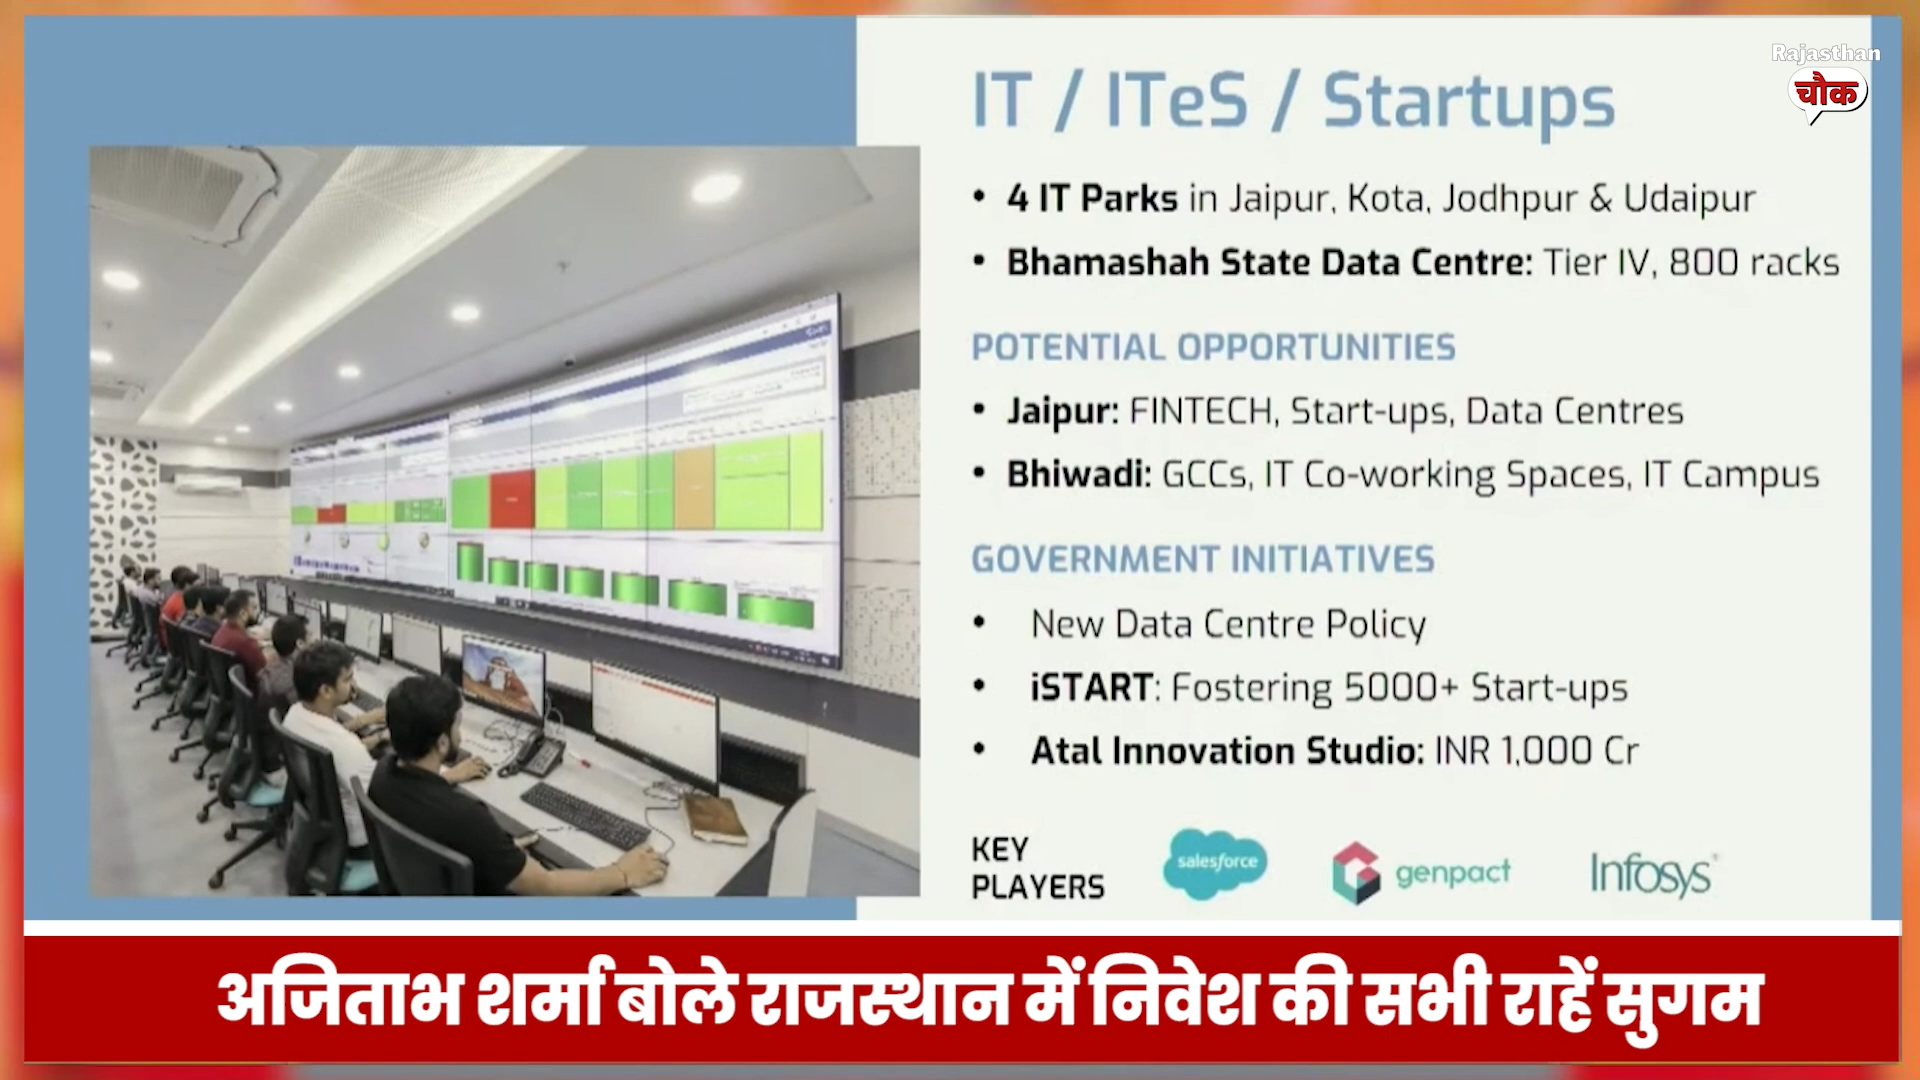 Rajasthan
चौक
IT / ITeS / Startups
• 4 IT Parks in Jaipur, Kota, Jodhpur & Udaipur
• Bhamashah State Data Centre: Tier IV, 800 racks
POTENTIAL OPPORTUNITIES
• Jaipur: FINTECH, Start-ups, Data Centres
• Bhiwadi: GCCs, IT Co-working Spaces, IT Campus
GOVERNMENT INITIATIVES
• New Data Centre Policy
• iSTART: Fostering 5000+ Start-ups
• Atal Innovation Studio: INR 1,000 Cr
KEY
PLAYERS
salesforce
genpact
Infosys
अजिताभ शर्मा बोले राजस्थान में निवेश की सभी राहें सुगम